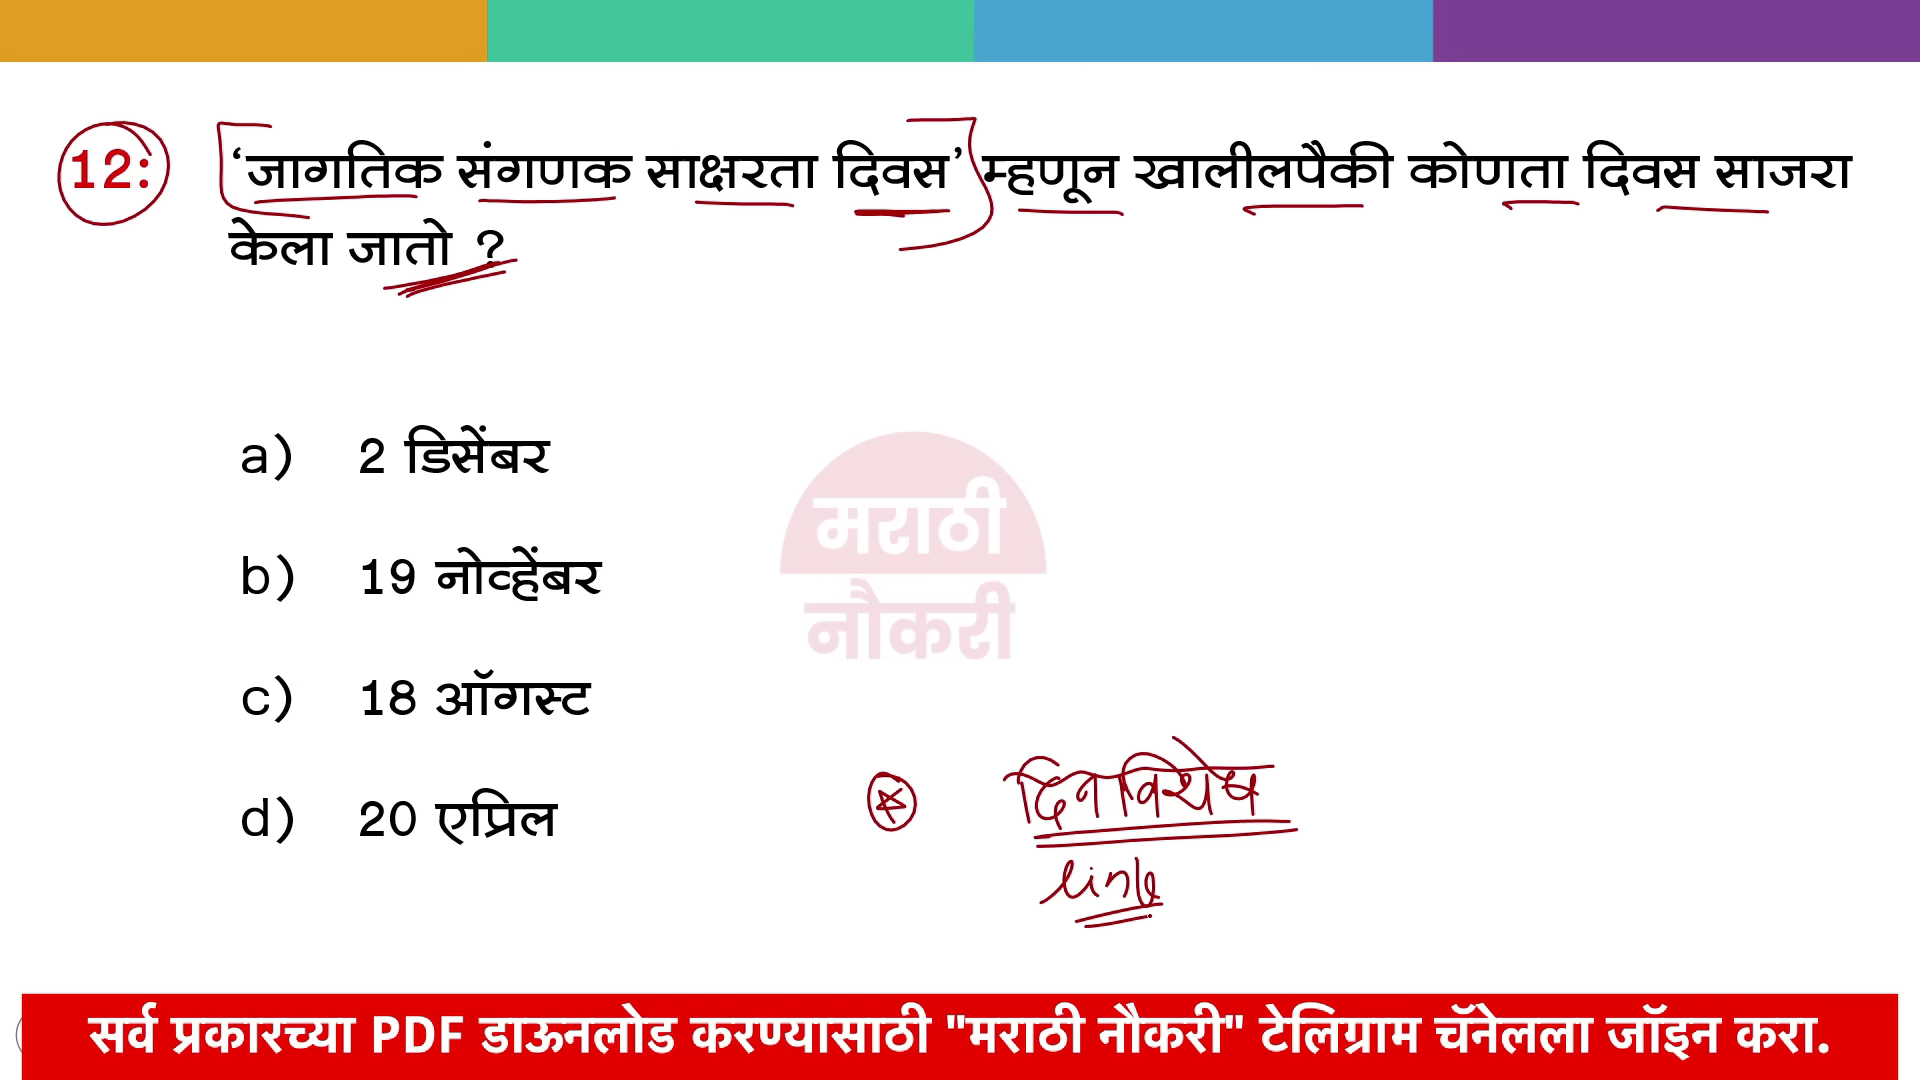 12: ‘जागतिक संगणक साक्षरता दिवस’ म्हणून खालीलपैकी कोणता दिवस साजरा
केला जातो ?
a) 2 डिसेंबर
b) 19 नोव्हेंबर
c) 18 ऑगस्ट
d) 20 एप्रिल
मराठी
नौकरी
दिनविशेष
link
सर्व प्रकारच्या PDF डाऊनलोड करण्यासाठी "मराठी नौकरी" टेलिग्राम चॅनेलला जॉइन करा.